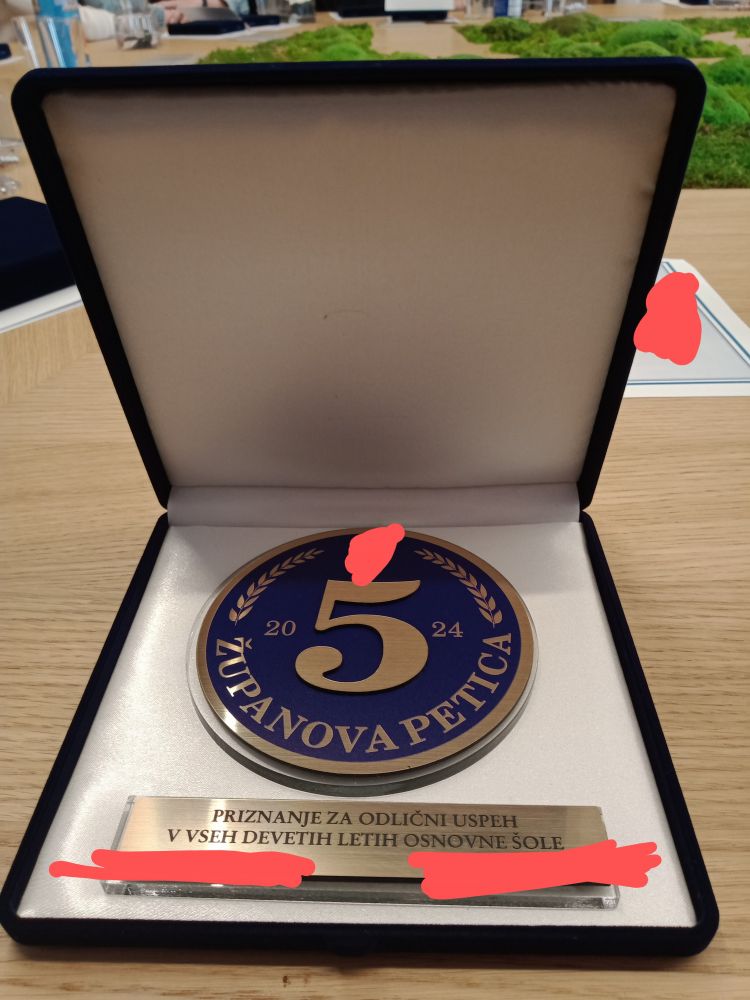 5
20 24
ŽUPANOVA PETICA
PRIZNANJE ZA ODLIČNI USPEH
V VSEH DEVETIH LETIH OSNOVNE ŠOLE